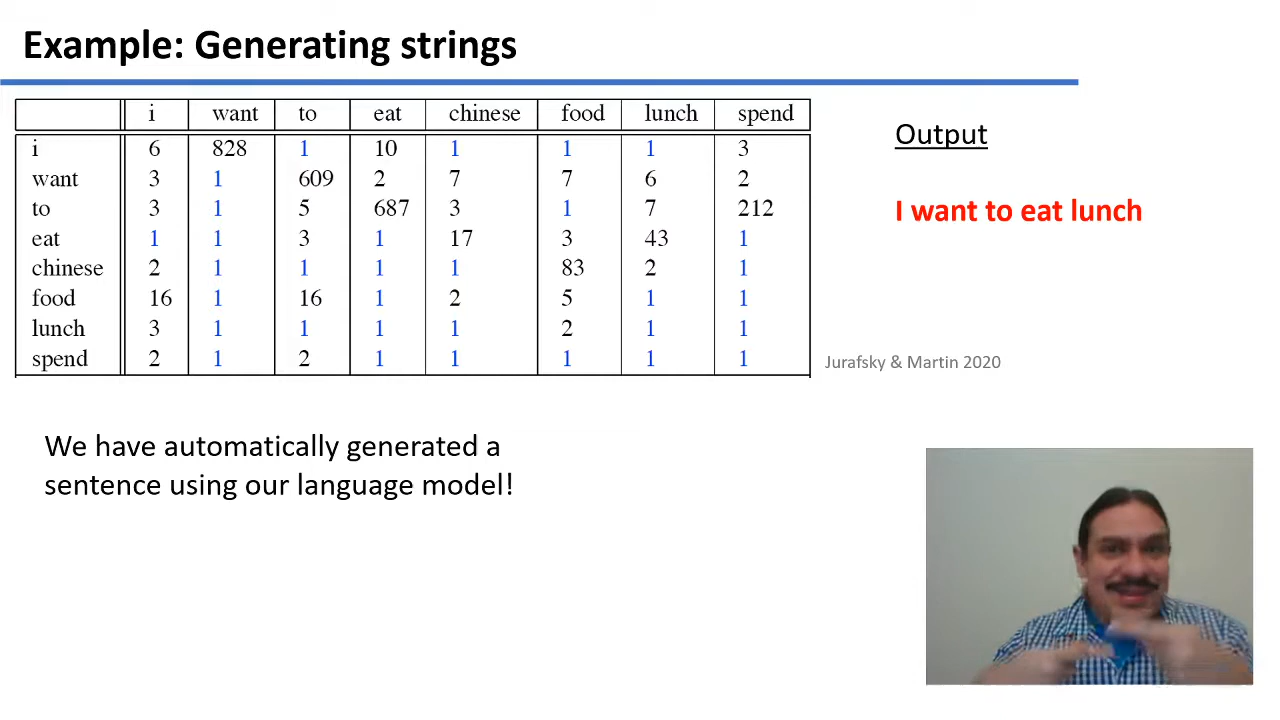 Example: Generating strings
i want to eat chinese food lunch spend
i 6 828 1 10 1 1 1 3
want 3 1 609 2 7 7 6 2
to 3 1 5 687 3 1 7 212
eat 1 1 3 1 17 3 43 1
chinese 2 1 1 1 1 83 2 1
food 16 1 16 1 2 5 1 1
lunch 3 1 1 1 1 2 1 1
spend 2 1 2 1 1 1 1 1
Output
I want to eat lunch
Jurafsky & Martin 2020
We have automatically generated a
sentence using our language model!